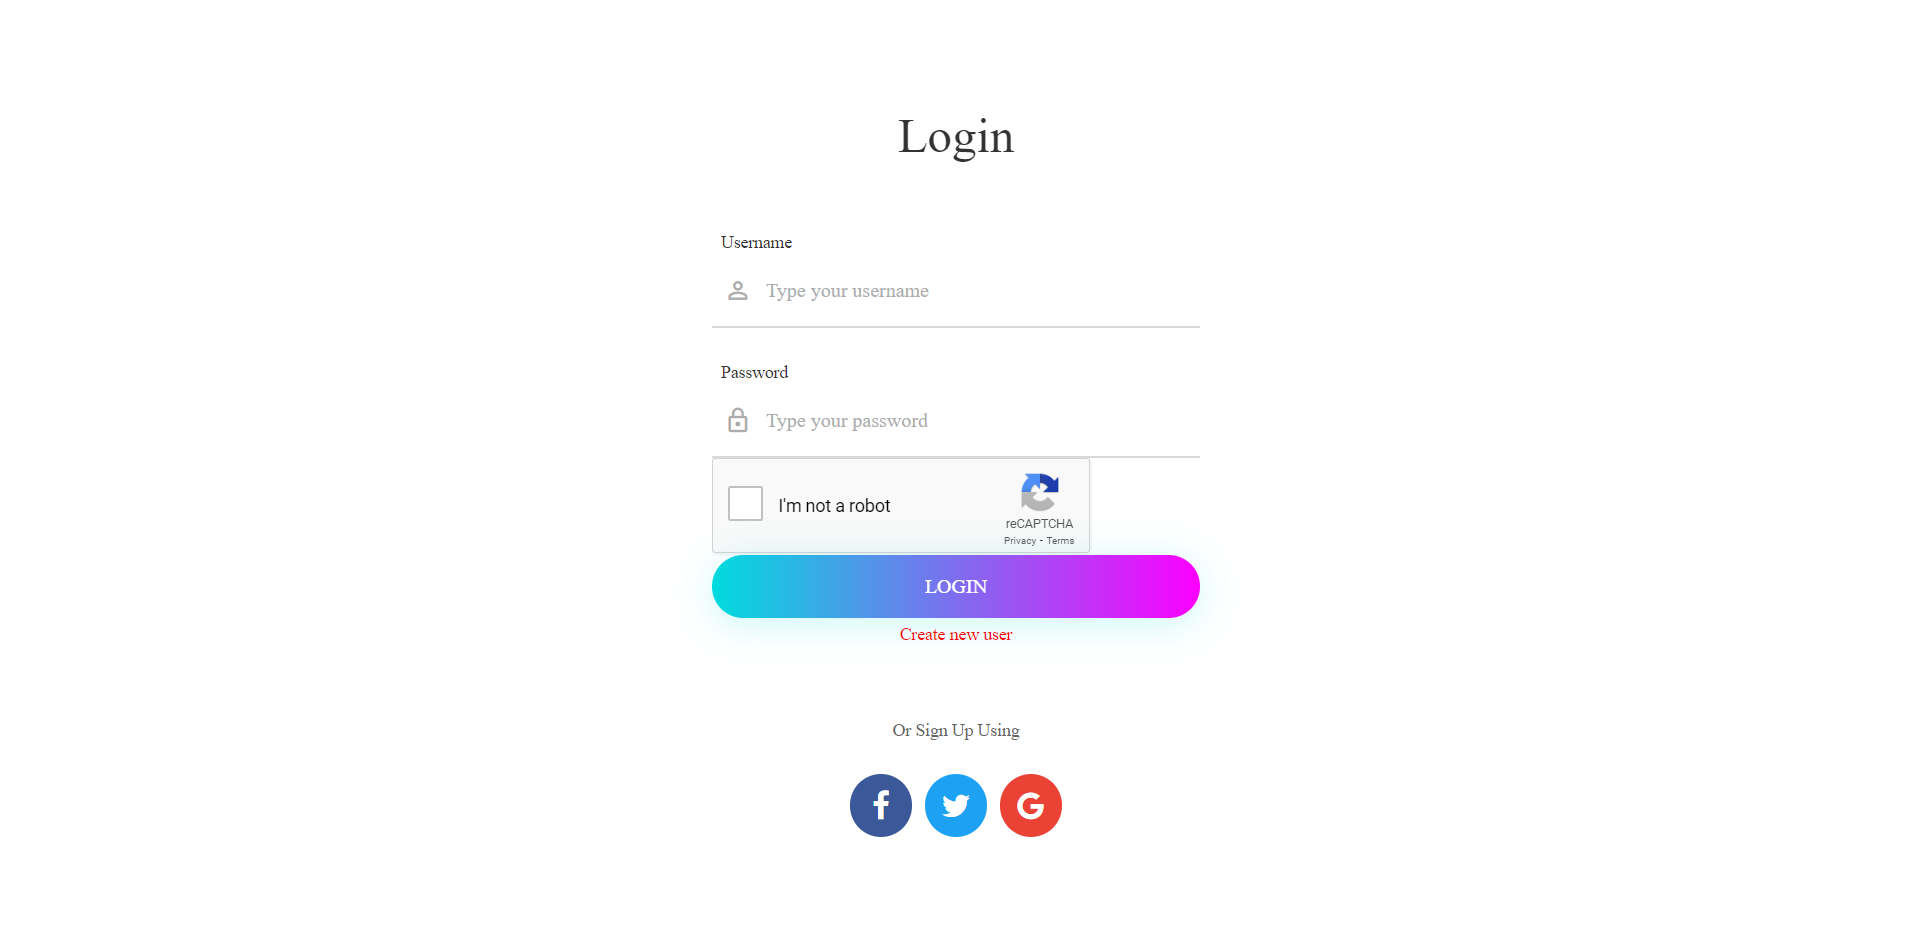 Login
Username
Type your username
Password
Type your password
I'm not a robot
reCAPTCHA
Privacy - Terms
LOGIN
Create new user
Or Sign Up Using